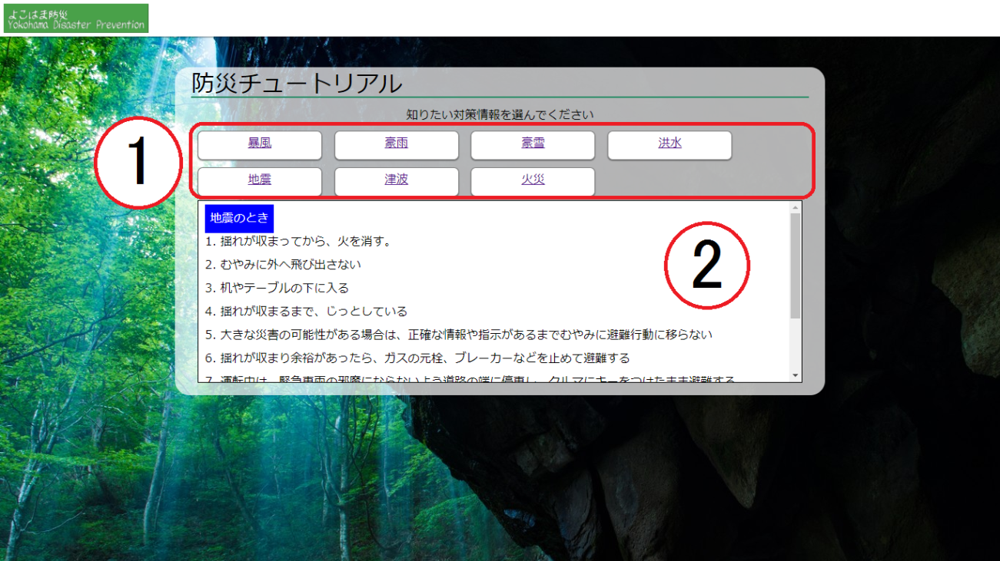 よこはま防災
Yokohama Disaster Prevention
防災チュートリアル
知りたい対策情報を選んでください
1
暴風
豪雨
豪雪
洪水
地震
津波
火災
地震のとき
2
1. 揺れが収まってから、火を消す。
2. むやみに外へ飛び出さない
3. 机やテーブルの下に入る
4. 揺れが収まるまで、じっとしている
5. 大きな災害の可能性がある場合は、正確な情報や指示があるまでむやみに避難行動に移らない
6. 揺れが収まり余裕があったら、ガスの元栓、ブレーカーなどを止めて避難する
7. 運転中は、緊急車両の邪魔にならないよう道路の端に停車し、クルマにキーをつけたまま避難する